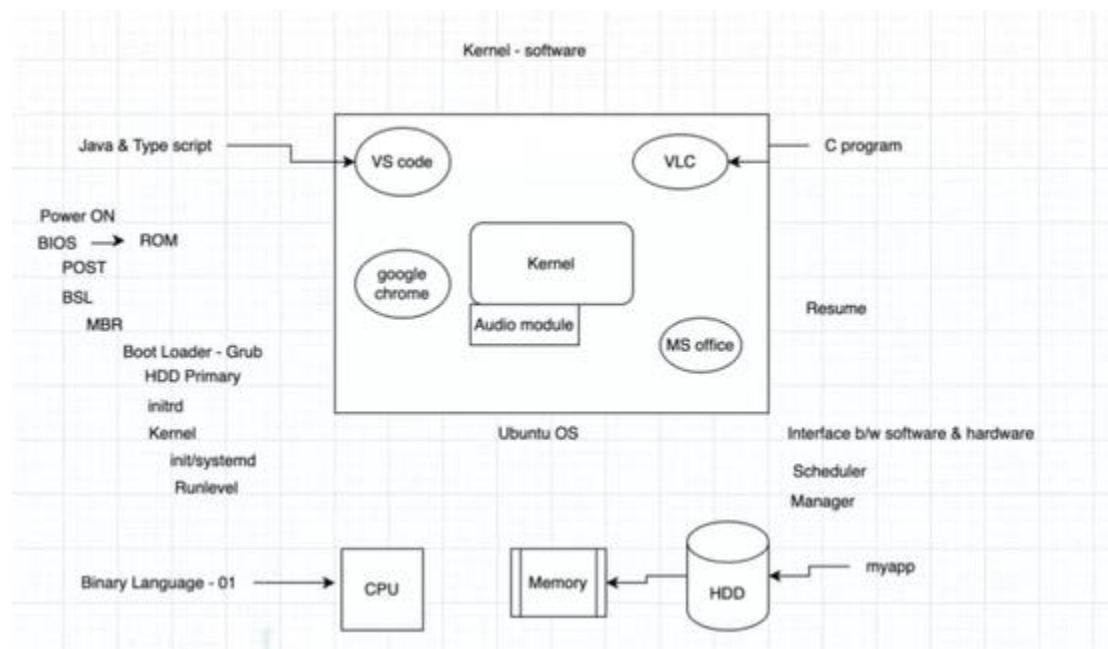 Kernel - software
Java & Type script
VS code
VLC
C program
Power ON
BIOS
ROM
POST
BSL
MBR
Boot Loader - Grub
HDD Primary
initrd
Kernel
init/systemd
Runlevel
google
chrome
Kernel
Audio module
MS office
Resume
Ubuntu OS
Interface b/w software & hardware
Scheduler
Manager
Binary Language - 01
CPU
Memory
HDD
myapp